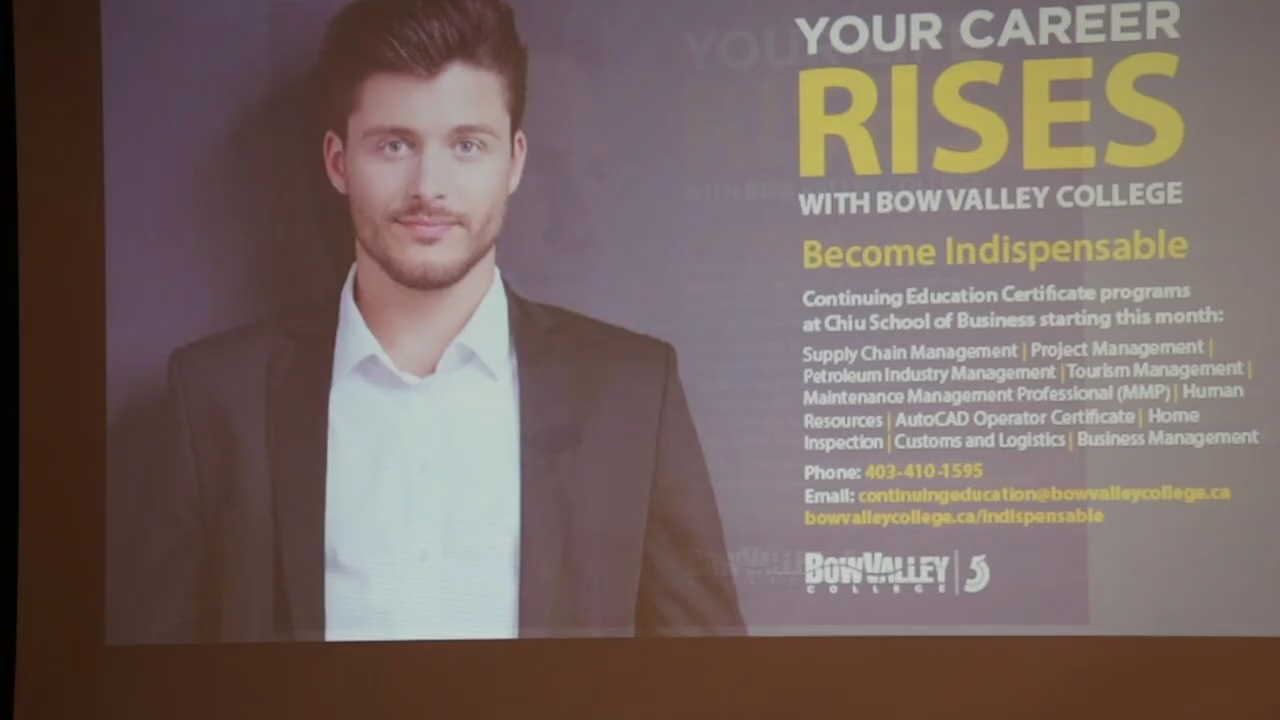 YOUR CAREER
RISES
WITH BOW VALLEY COLLEGE
Become Indispensable
Continuing Education Certificate programs
at Chiu School of Business starting this month:
Supply Chain Management | Project Management |
Petroleum Industry Management | Tourism Management |
Maintenance Management Professional (MMP) | Human
Resources | AutoCAD Operator Certificate | Home
Inspection | Customs and Logistics | Business Management
Phone: 403-410-1595
Email: continuingeducation@bowvalleycollege.ca
bowvalleycollege.ca/indispensable
BOW VALLEY | 5
COLLEGE